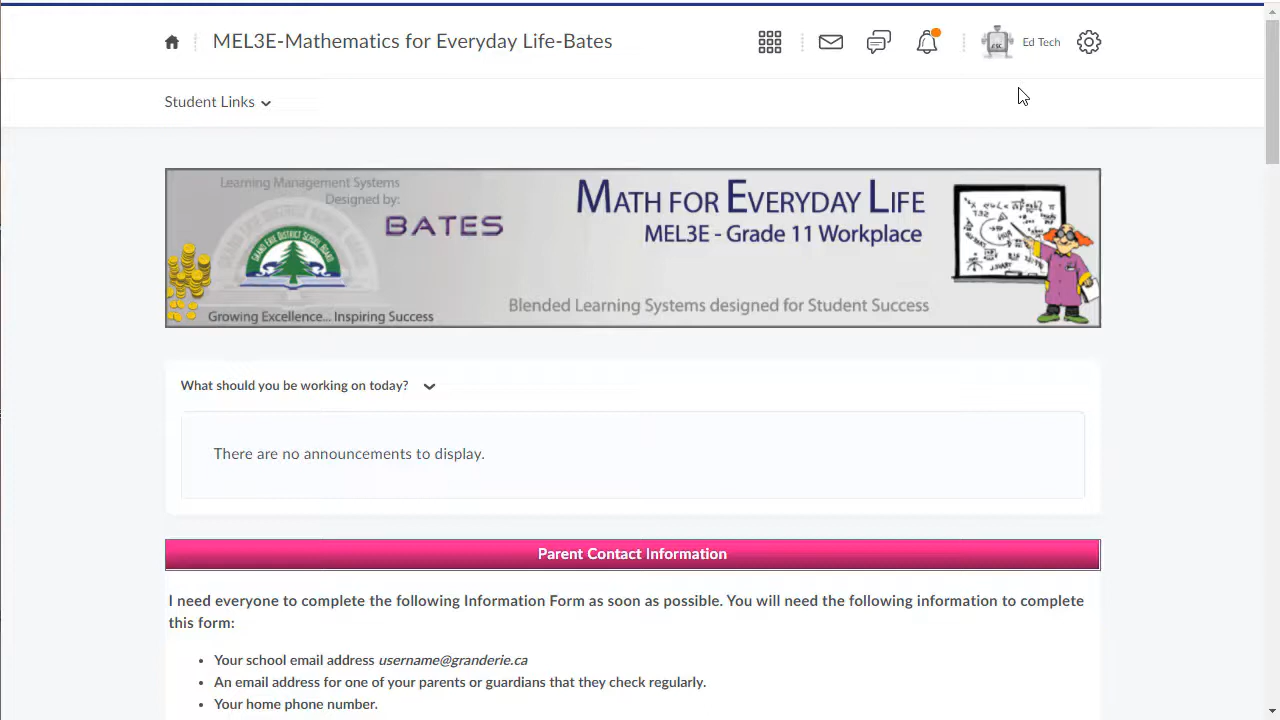 MEL3E-Mathematics for Everyday Life-Bates
Ed Tech
Student Links
Learning Management Systems
Designed by:
BATES
Growing Excellence... Inspiring Success
MATH FOR EVERYDAY LIFE
MEL3E - Grade 11 Workplace
Blended Learning Systems designed for Student Success
What should you be working on today?
There are no announcements to display.
Parent Contact Information
I need everyone to complete the following Information Form as soon as possible. You will need the following information to complete
this form:
• Your school email address username@granderie.ca
• An email address for one of your parents or guardians that they check regularly.
• Your home phone number.